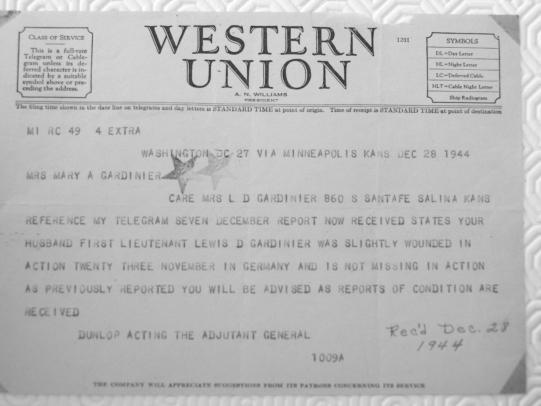 CLASS OF SERVICE
This is a full-rate
Telegram or Cable-
gram unless its de-
ferred character is in-
dicated by a suitable
symbol above or pre-
ceding the address.
WESTERN
UNION
A. N. WILLIAMS
PRESIDENT
1201
SYMBOLS
DL=Day Letter
NL=Night Letter
LC=Deferred Cable
NLT=Cable Night Letter
Ship Radiogram
The filing time shown in the date line on telegrams and day letters is STANDARD TIME at point of origin. Time of receipt is STANDARD TIME at point of destination
MI RC 49 4 EXTRA
WASHINGTON DC 27 VIA MINNEAPOLIS KANS DEC 28 1944
MRS MARY A GARDINIER
CARE MRS L D GARDINIER 860 S SANTAFE SALINA KANS
REFERENCE MY TELEGRAM SEVEN DECEMBER REPORT NOW RECEIVED STATES YOUR
HUSBAND FIRST LIEUTENANT LEWIS D GARDINIER WAS SLIGHTLY WOUNDED IN
ACTION TWENTY THREE NOVEMBER IN GERMANY AND IS NOT MISSING IN ACTION
AS PREVIOUSLY REPORTED YOU WILL BE ADVISED AS REPORTS OF CONDITION ARE
RECEIVED
DUNLOP ACTING THE ADJUTANT GENERAL
1009A
Rec'd Dec. 28
1944
THE COMPANY WILL APPRECIATE SUGGESTIONS FROM ITS PATRONS CONCERNING ITS SERVICE